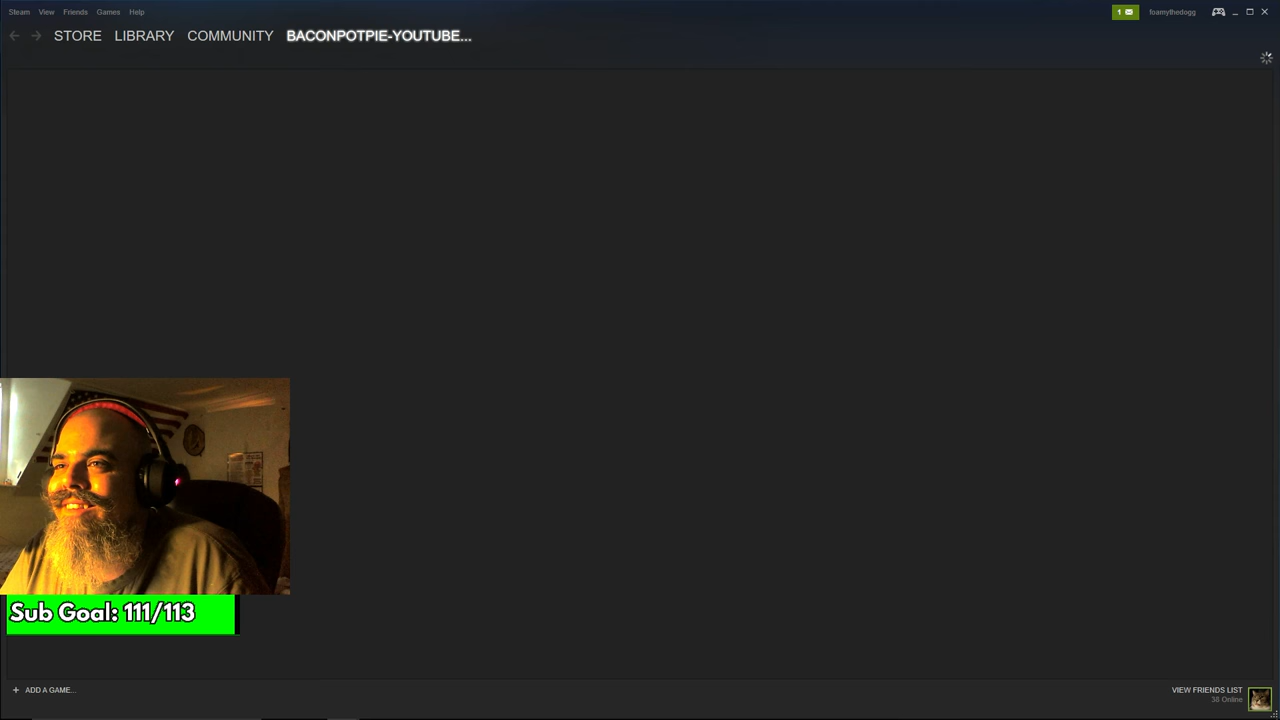 Steam View Friends Games Help
1 foamythedogg
STORE LIBRARY COMMUNITY BACONPOTPIE-YOUTUBE...
Sub Goal: 111/113
+ ADD A GAME...
VIEW FRIENDS LIST
38 Online